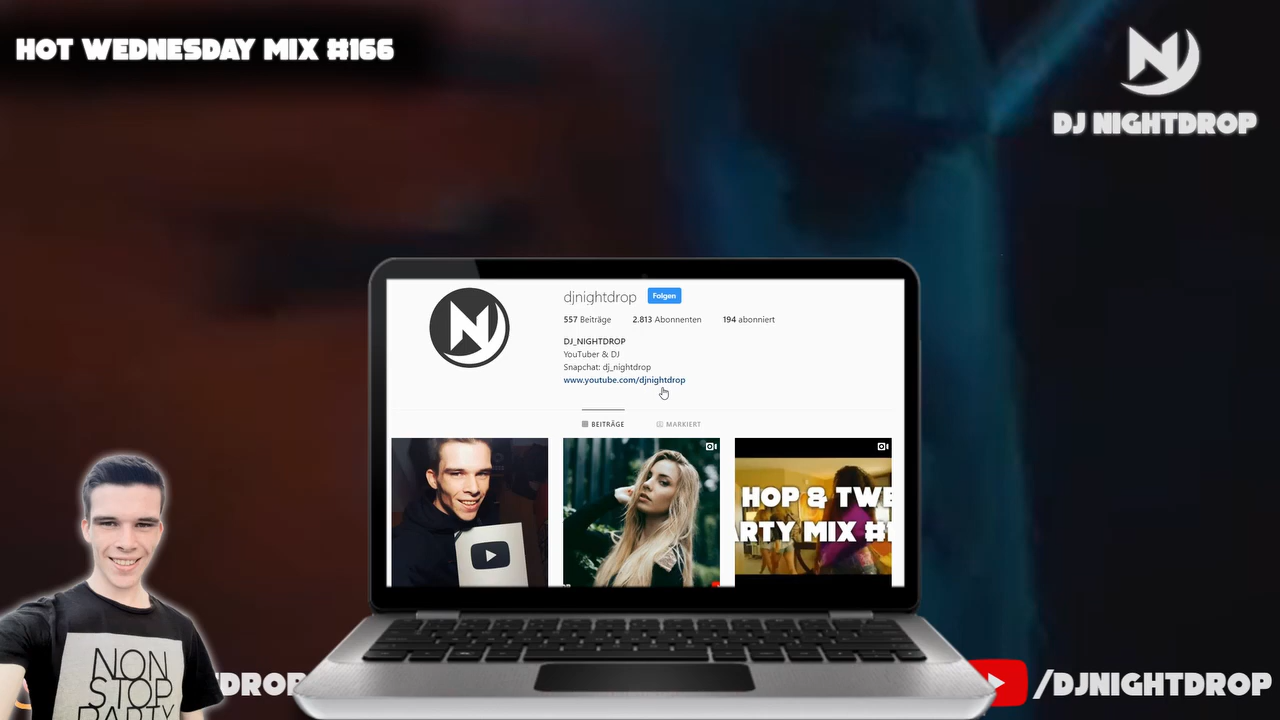 HOT WEDNESDAY MIX #166
DJ NIGHTDROP
djnightdrop Folgen
557 Beiträge 2.813 Abonnenten 194 abonniert
DJ_NIGHTDROP
YouTuber & DJ
Snapchat: dj_nightdrop
www.youtube.com/djnightdrop
BEITRÄGE MARKIERT
HOP & TWE
ARTY MIX #1
NON
STOP
PARTY
DROP
/DJNIGHTDROP